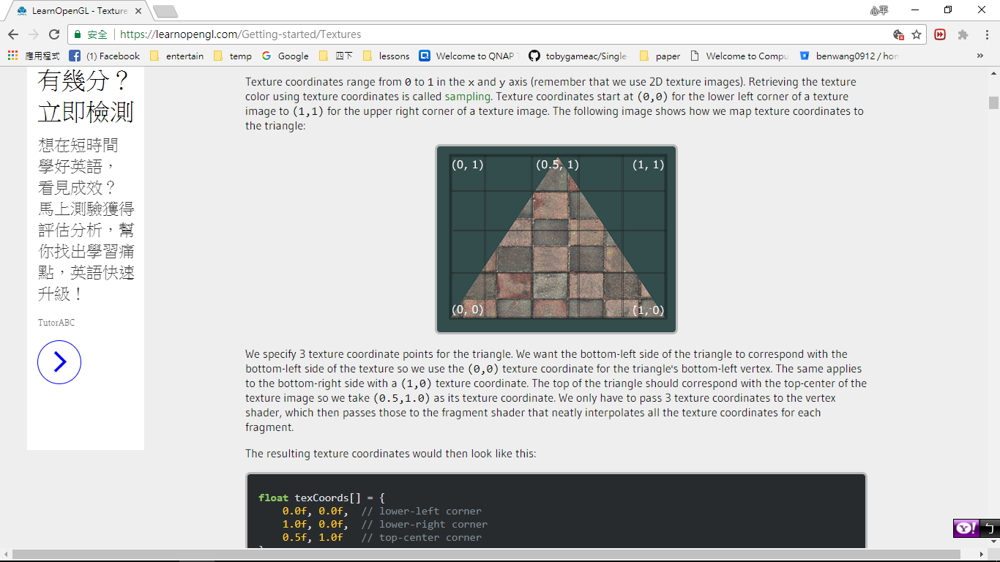 LearnOpenGL - Texture
心平
安全 https://learnopengl.com/Getting-started/Textures
應用程式 (1) Facebook entertain temp Google 四下 lessons Welcome to QNAP tobygameac/Single- paper Welcome to Compu benwang0912 / hom
有幾分？
立即檢測
想在短時間
學好英語，
看見成效？
馬上測驗獲得
評估分析，幫
你找出學習痛
點，英語快速
升級！
TutorABC
Texture coordinates range from 0 to 1 in the x and y axis (remember that we use 2D texture images). Retrieving the texture
color using texture coordinates is called sampling. Texture coordinates start at (0,0) for the lower left corner of a texture
image to (1,1) for the upper right corner of a texture image. The following image shows how we map texture coordinates to
the triangle:
(0, 1) (0.5, 1) (1, 1)
(0, 0) (1, 0)
We specify 3 texture coordinate points for the triangle. We want the bottom-left side of the triangle to correspond with the
bottom-left side of the texture so we use the (0,0) texture coordinate for the triangle's bottom-left vertex. The same applies
to the bottom-right side with a (1,0) texture coordinate. The top of the triangle should correspond with the top-center of the
texture image so we take (0.5,1.0) as its texture coordinate. We only have to pass 3 texture coordinates to the vertex
shader, which then passes those to the fragment shader that neatly interpolates all the texture coordinates for each
fragment.
The resulting texture coordinates would then look like this:
float texCoords[] = {
0.0f, 0.0f, // lower-left corner
1.0f, 0.0f, // lower-right corner
0.5f, 1.0f // top-center corner
Y! ㄅ